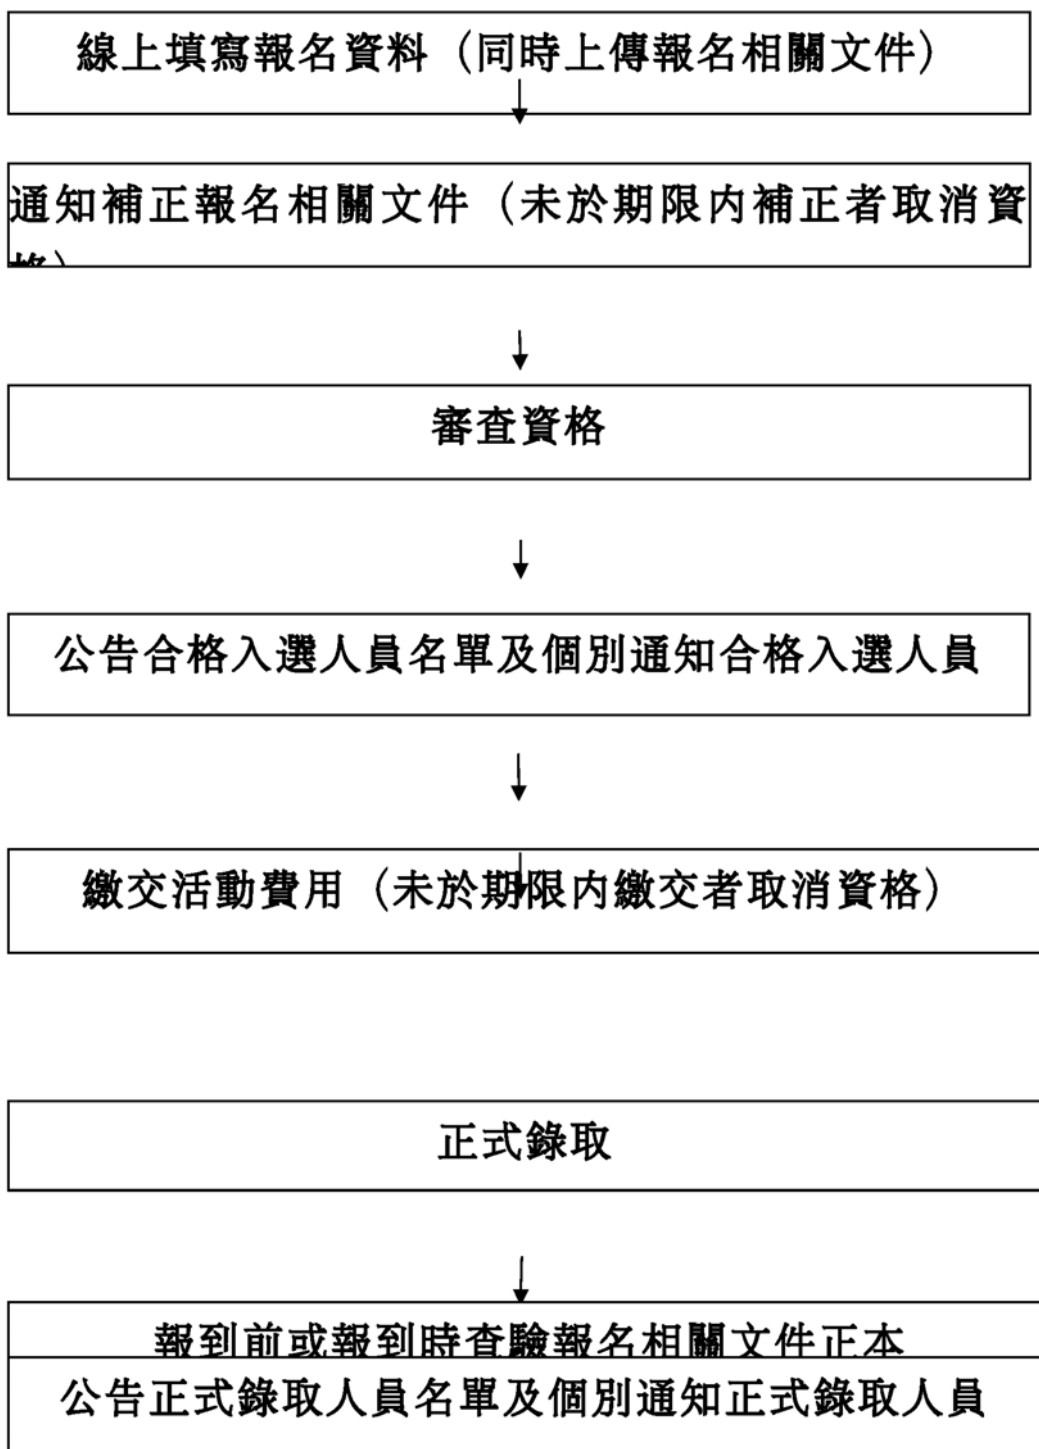 線上填寫報名資料（同時上傳報名相關文件）
通知補正報名相關文件（未於期限內補正者取消資
格）
審查資格
公告合格入選人員名單及個別通知合格入選人員
繳交活動費用（未於期限內繳交者取消資格）
正式錄取
報到前或報到時查驗報名相關文件正本
公告正式錄取人員名單及個別通知正式錄取人員